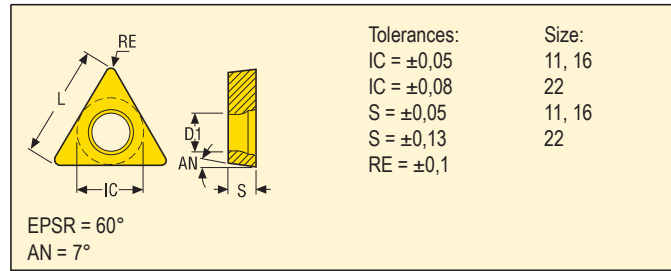 RE
L
D1
AN
IC
S
EPSR = 60°
AN = 7°
Tolerances: Size:
IC = ±0,05 11, 16
IC = ±0,08 22
S = ±0,05 11, 16
S = ±0,13 22
RE = ±0,1